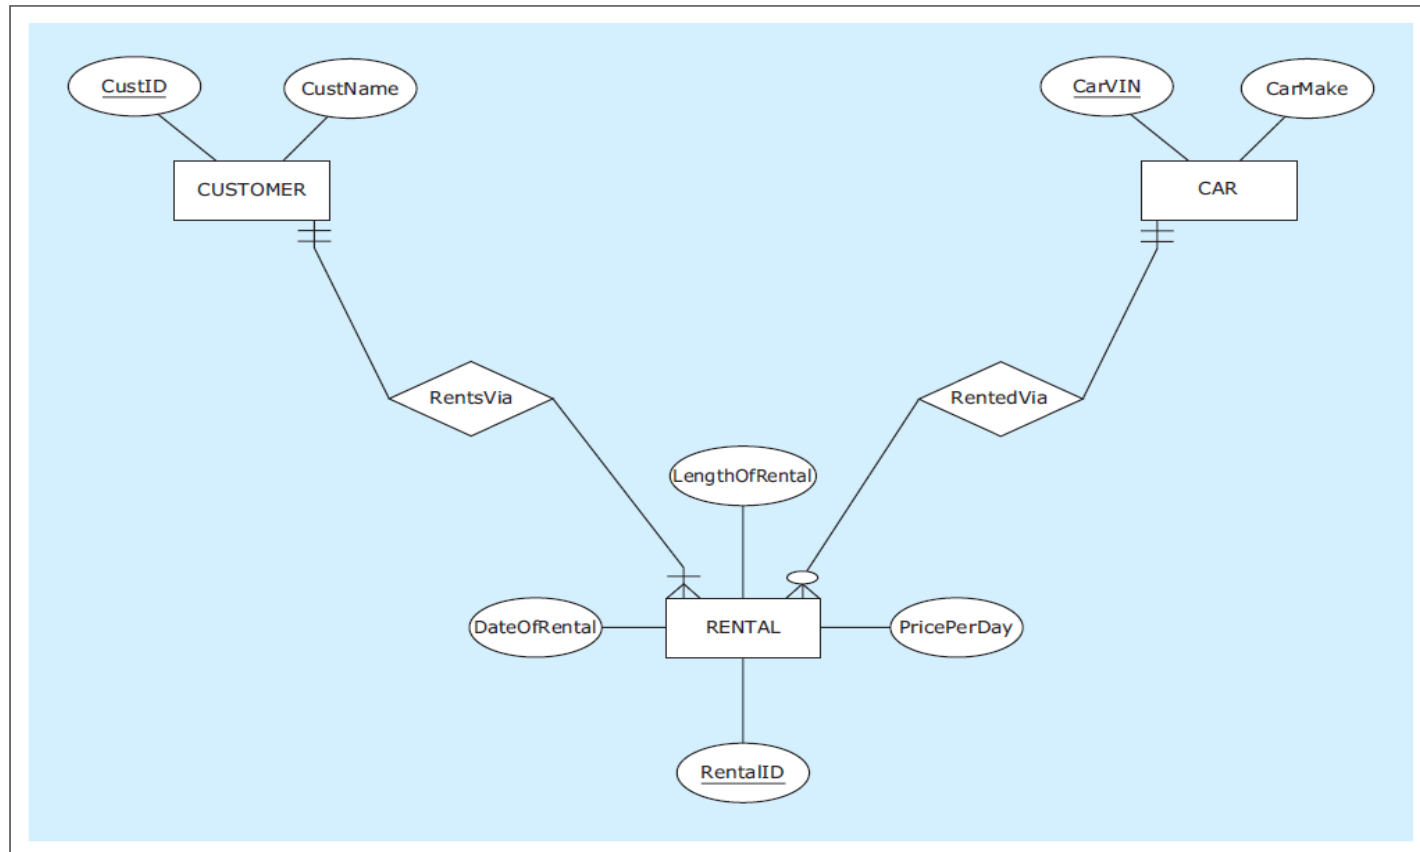 CustID
CustName
CarVIN
CarMake
CUSTOMER
CAR
RentsVia
RentedVia
LengthOfRental
DateOfRental
RENTAL
PricePerDay
RentalID